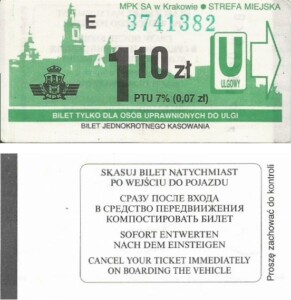 MPK SA w Krakowie ● STREFA MIEJSKA
E 3741382
1 10 zł
U
ULGOWY
PTU 7% (0,07 zł)
BILET TYLKO DLA OSÓB UPRAWNIONYCH DO ULGI
BILET JEDNOKROTNEGO KASOWANIA
SKASUJ BILET NATYCHMIAST
PO WEJŚCIU DO POJAZDU
СРАЗУ ПОСЛЕ ВХОДА
В СРЕДСТВО ПЕРЕДВИЖЕНИЯ
КОМПОСТИРОВАТЬ БИЛЕТ
SOFORT ENTWERTEN
NACH DEM EINSTEIGEN
CANCEL YOUR TICKET IMMEDIATELY
ON BOARDING THE VEHICLE
Proszę zachować do kontroli